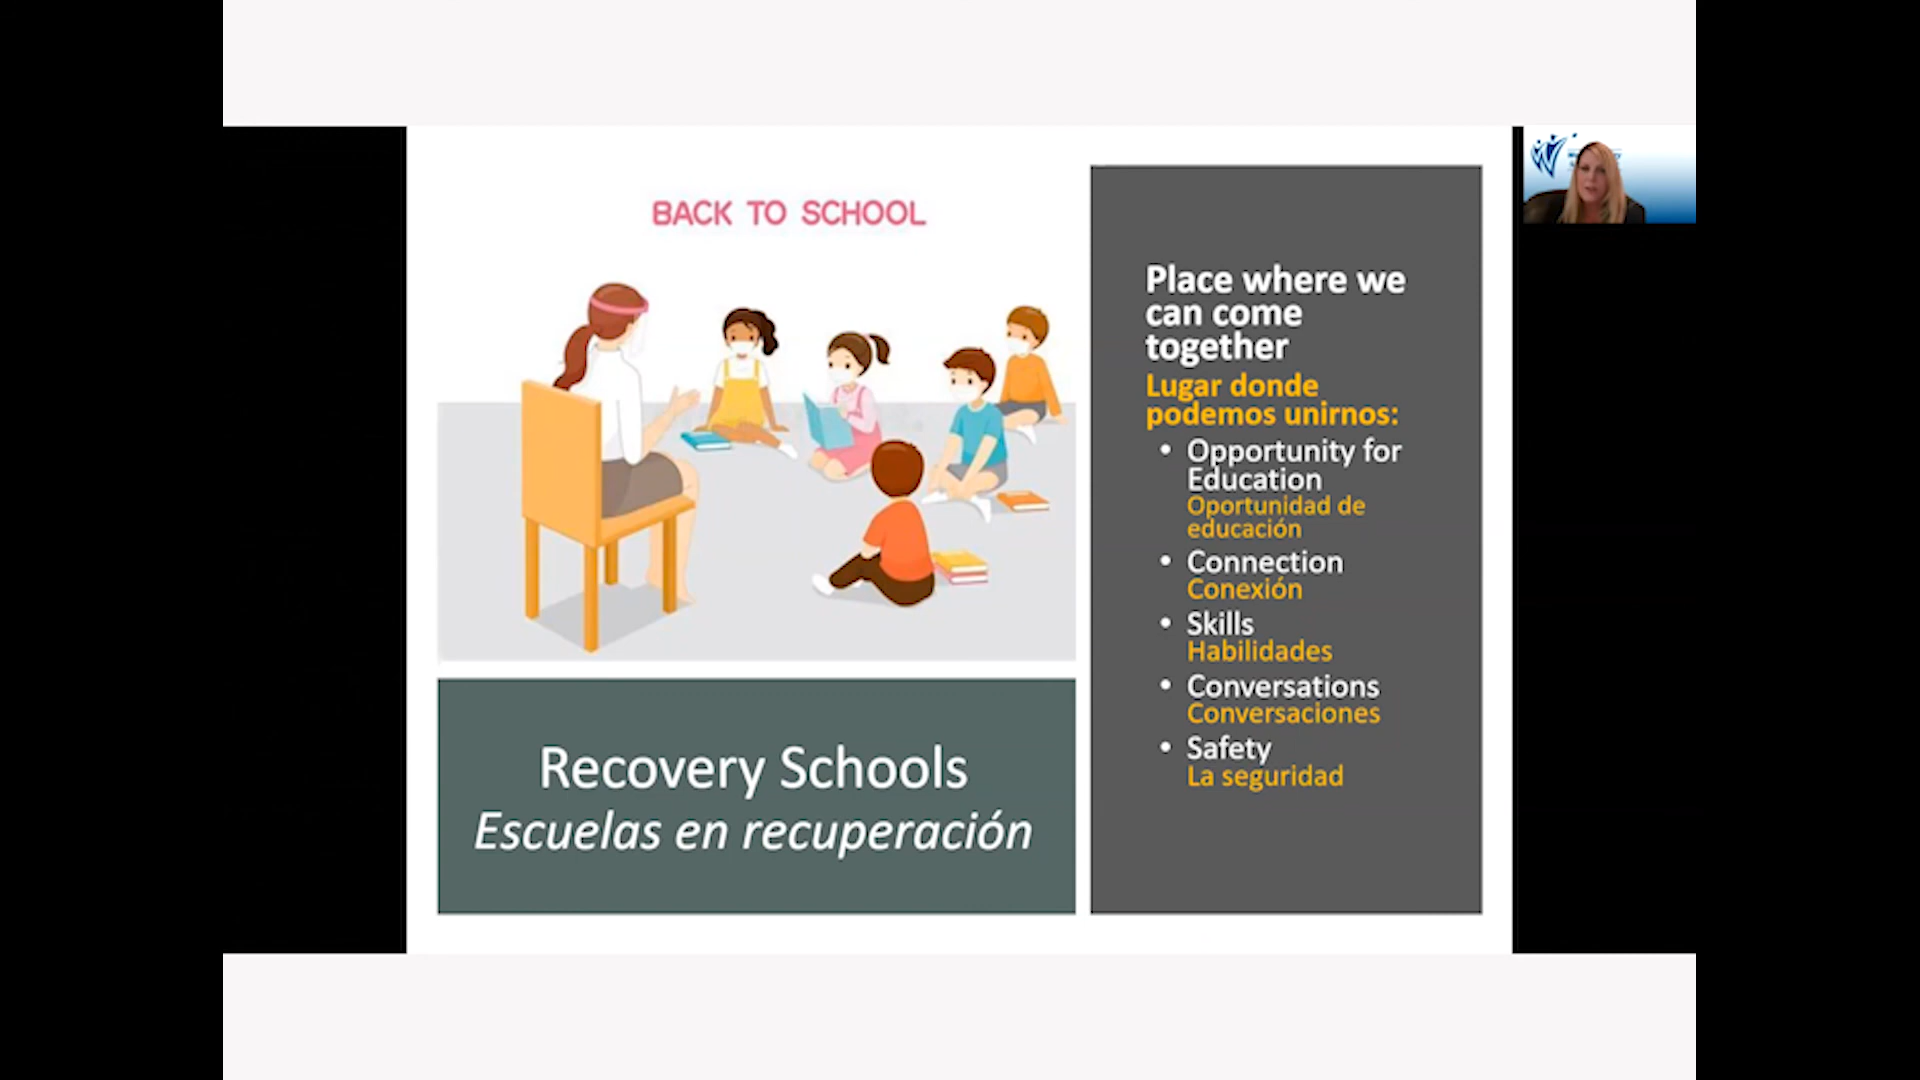 BACK TO SCHOOL
Recovery Schools
Escuelas en recuperación
Place where we
can come
together
Lugar donde
podemos unirnos:
• Opportunity for
Education
Oportunidad de
educación
• Connection
Conexión
• Skills
Habilidades
• Conversations
Conversaciones
• Safety
La seguridad